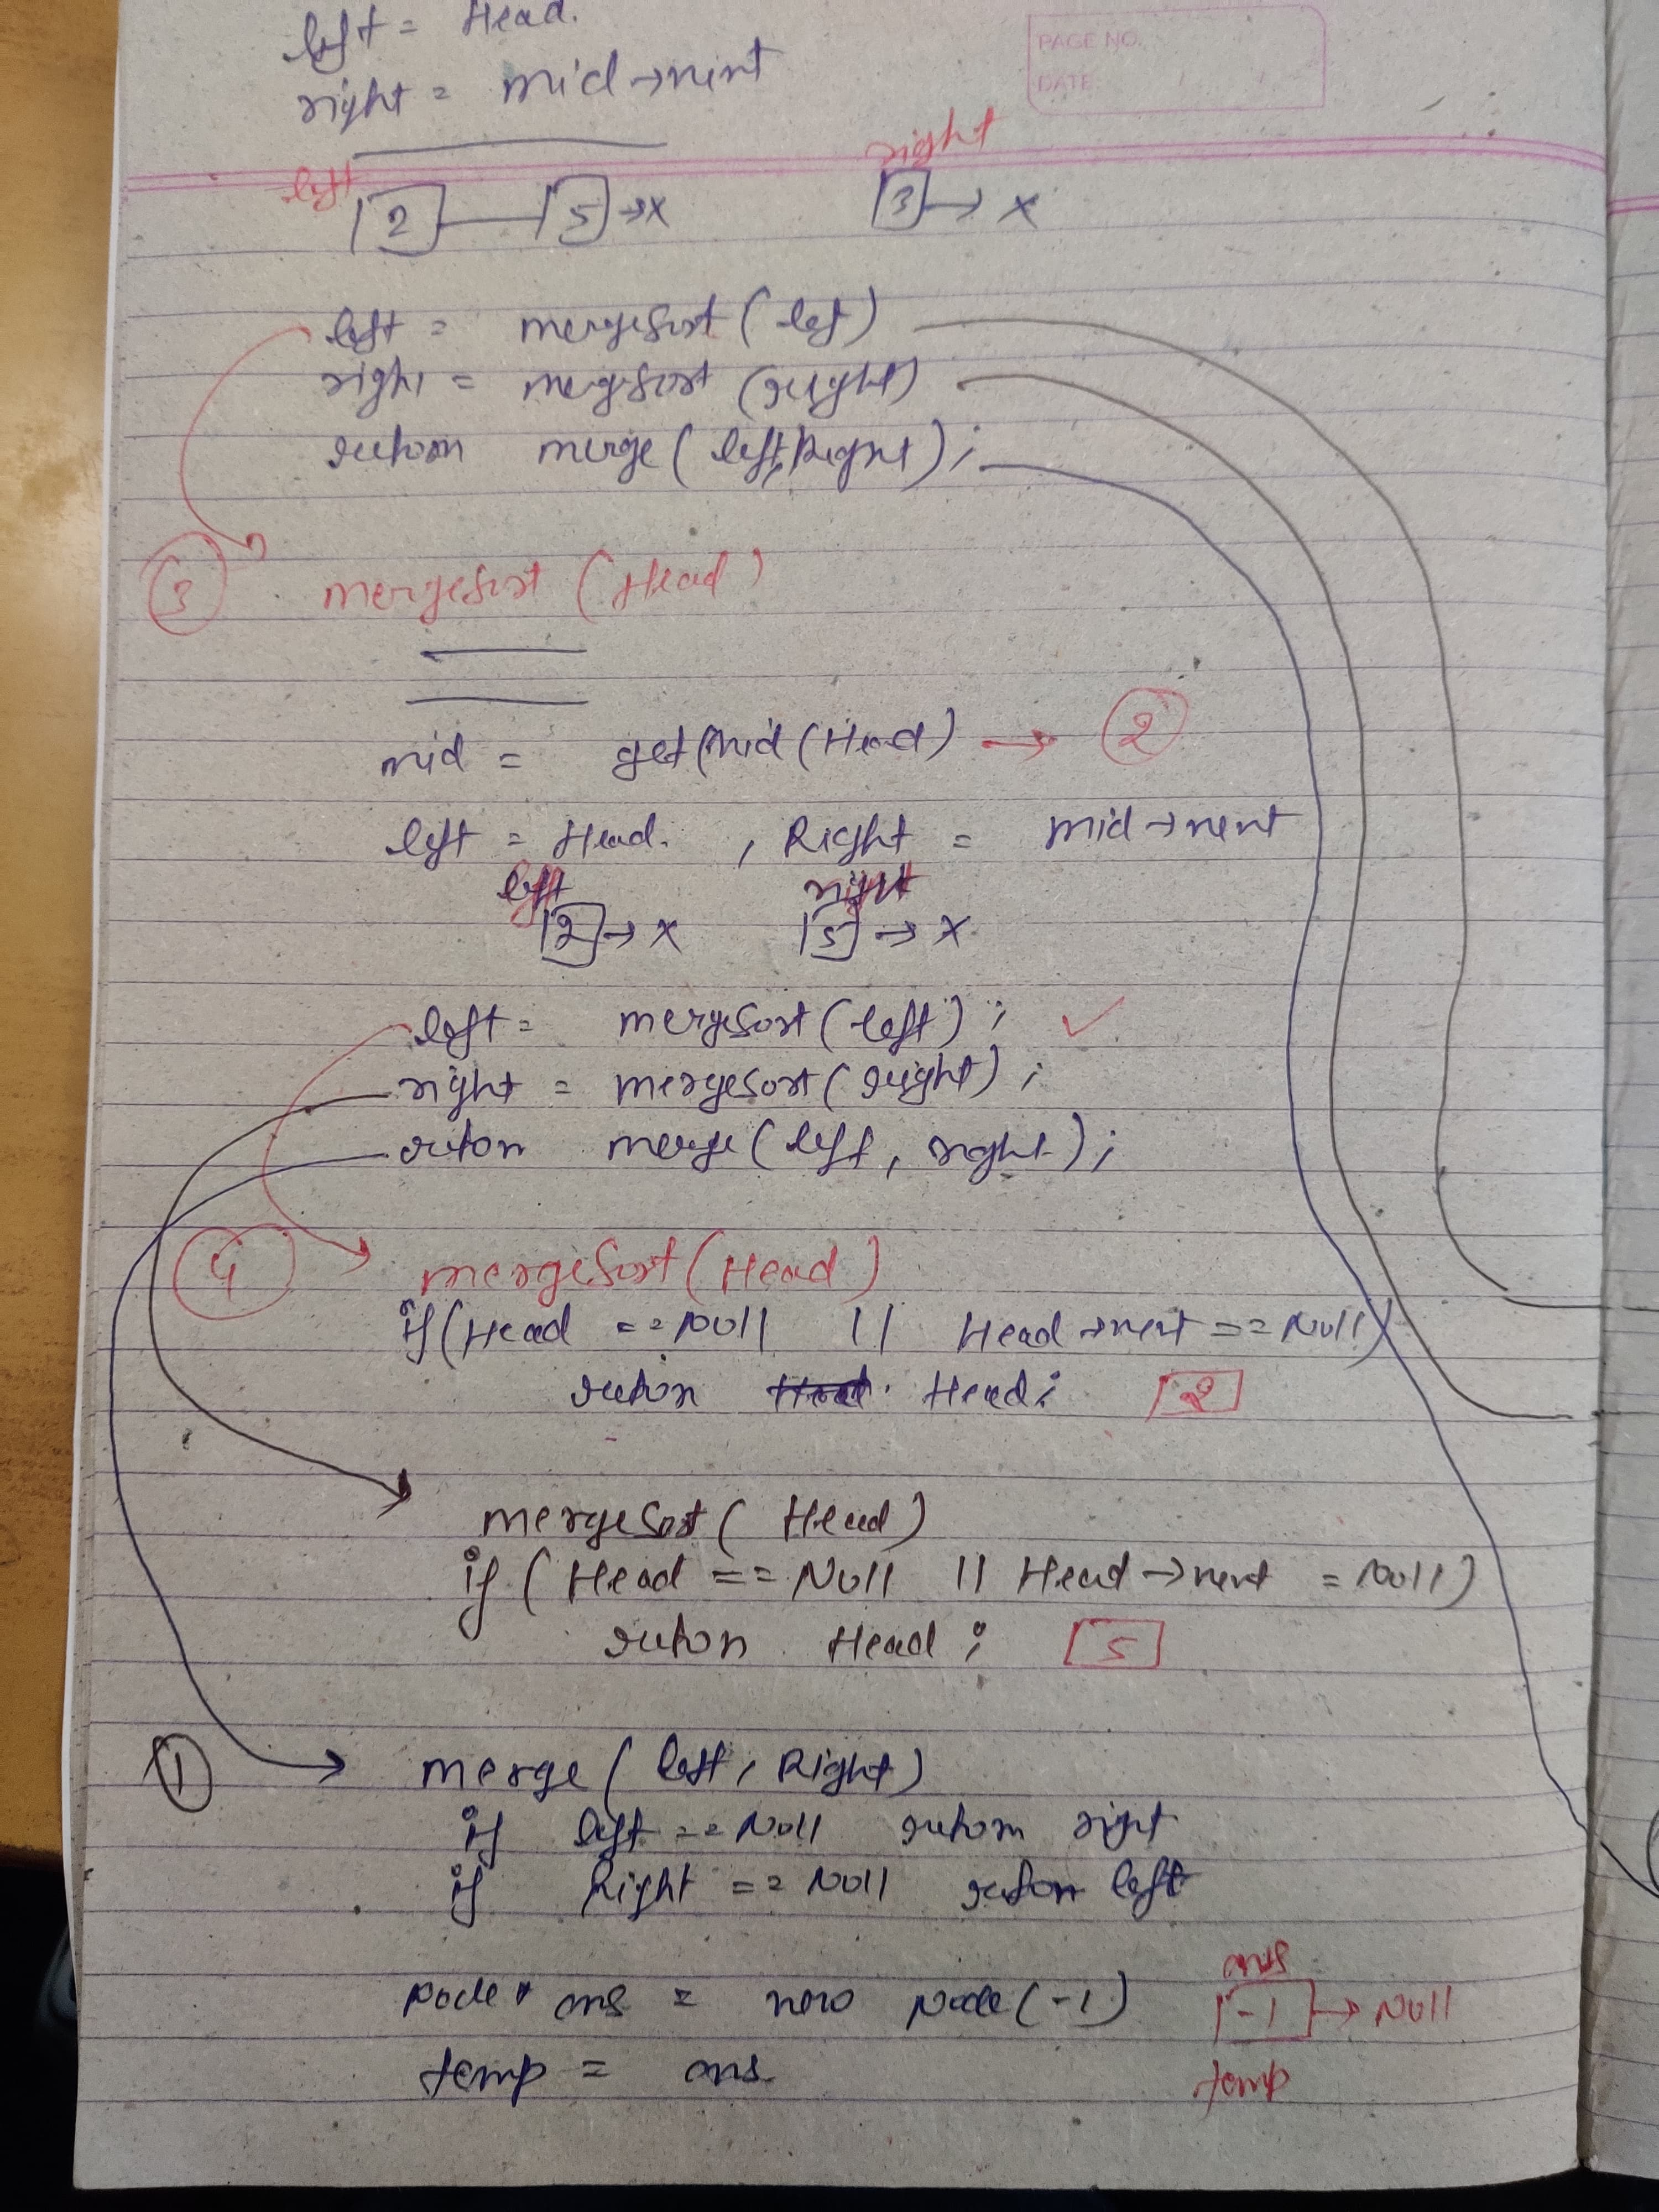 left = Head.
right = mid→next
PAGE NO.
DATE:
right
left
2 5 →x 3 → x
left = mergeSort ( lef)
right = mergSort (right)
return merge ( left, Right) ;
3 mergeSort ( Head )
mid = getMid (Head) → 2
left = Head. , Right = mid→next
left right
2 → x 5 → x
left = mergeSort ( left) ; ✓
right = mergeSort ( right) ;
return merge ( left , right ) ;
4 mergeSort ( Head )
if (Head == NULL || Head→next == NULL)
return Head; 2
mergeSort ( Head )
if ( Head == NULL || Head→next = NULL)
return Head ; 5
1 merge ( left, Right )
if left == NULL return right
if Right == NULL return left
ans
Node* ans = new Node (-1) -1 → NULL
temp = ans temp